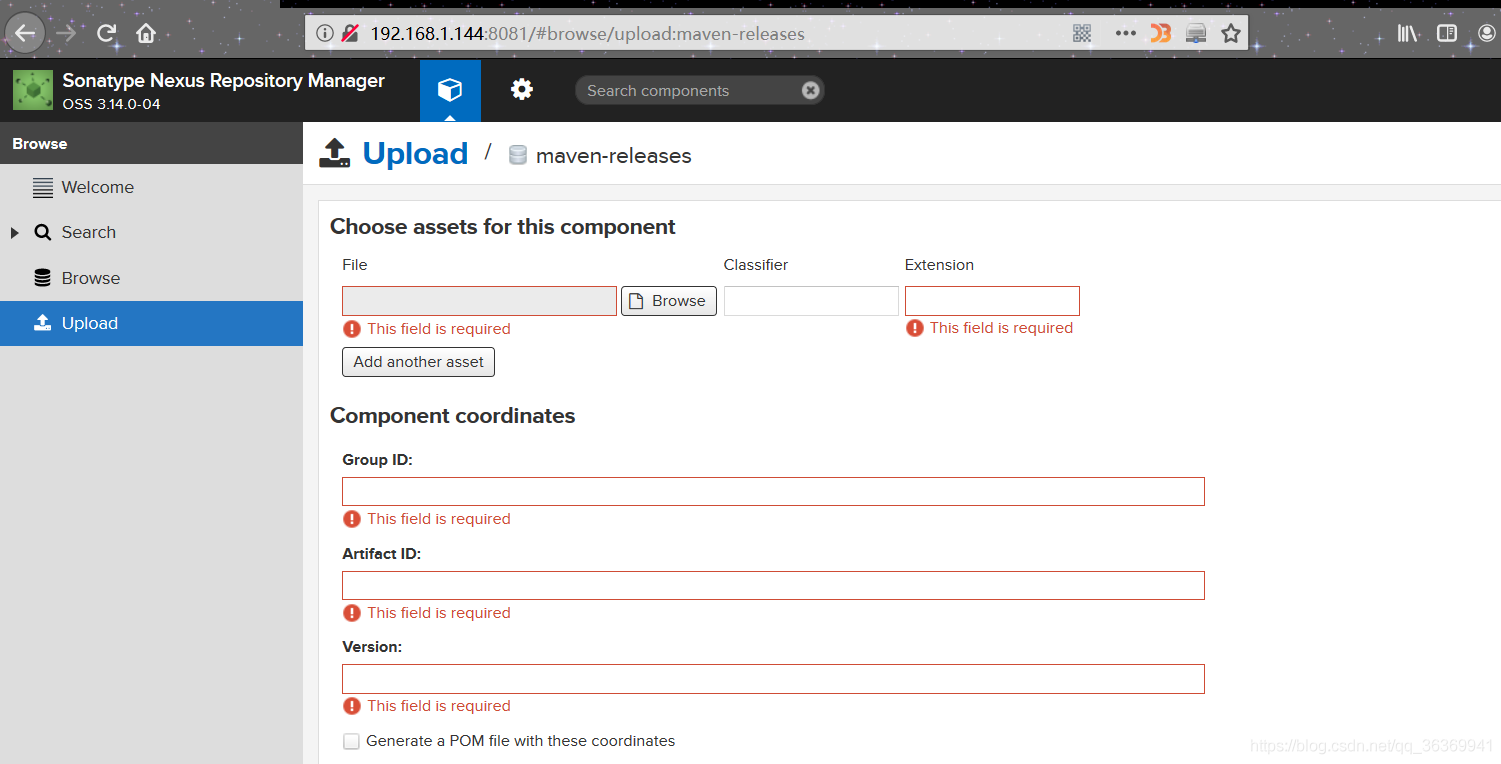 192.168.1.144:8081/#browse/upload:maven-releases
Sonatype Nexus Repository Manager
OSS 3.14.0-04
Search components
Browse
Welcome
Search
Browse
Upload
Upload / maven-releases
Choose assets for this component
File Classifier Extension
Browse
This field is required This field is required
Add another asset
Component coordinates
Group ID:
This field is required
Artifact ID:
This field is required
Version:
This field is required
Generate a POM file with these coordinates
https://blog.csdn.net/qq_36369941